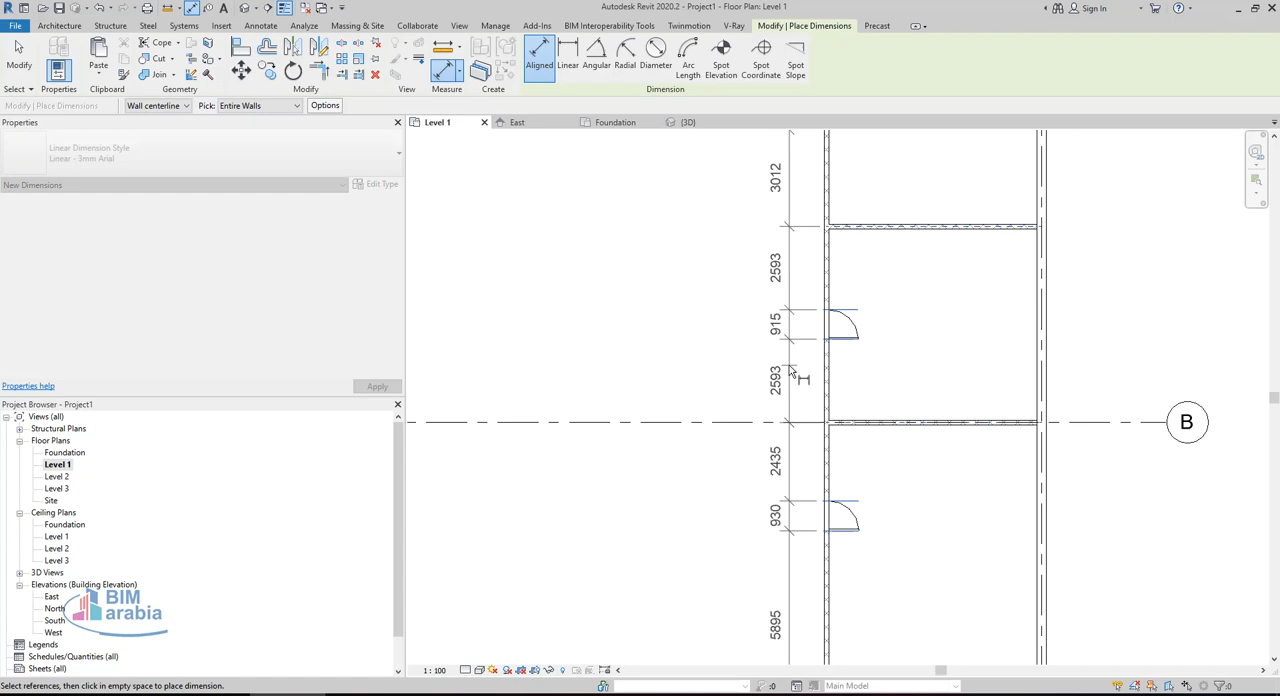 Autodesk Revit 2020.2 - Project1 - Floor Plan: Level 1
Sign In
File Architecture Structure Steel Systems Insert Annotate Analyze Massing & Site Collaborate View Manage Add-Ins BIM Interoperability Tools Twinmotion V-Ray Modify | Place Dimensions Precast
Modify Paste Cope Cut Join Aligned Linear Angular Radial Diameter Arc Length Spot Elevation Spot Coordinate Spot Slope
Select Properties Clipboard Geometry Modify View Measure Create Dimension
Modify | Place Dimensions Wall centerline Pick: Entire Walls Options
Properties
Linear Dimension Style
Linear - 3mm Arial
New Dimensions Edit Type
Properties help Apply
Project Browser - Project1
Views (all)
Structural Plans
Floor Plans
Foundation
Level 1
Level 2
Level 3
Site
Ceiling Plans
Foundation
Level 1
Level 2
Level 3
3D Views
Elevations (Building Elevation)
East
North
South
West
Legends
Schedules/Quantities (all)
Sheets (all)
BIM
arabia
Level 1 East Foundation {3D}
3012
2593
915
2593
2435
930
5895
B
1 : 100
Select references, then click in empty space to place dimension.
:0 Main Model :0